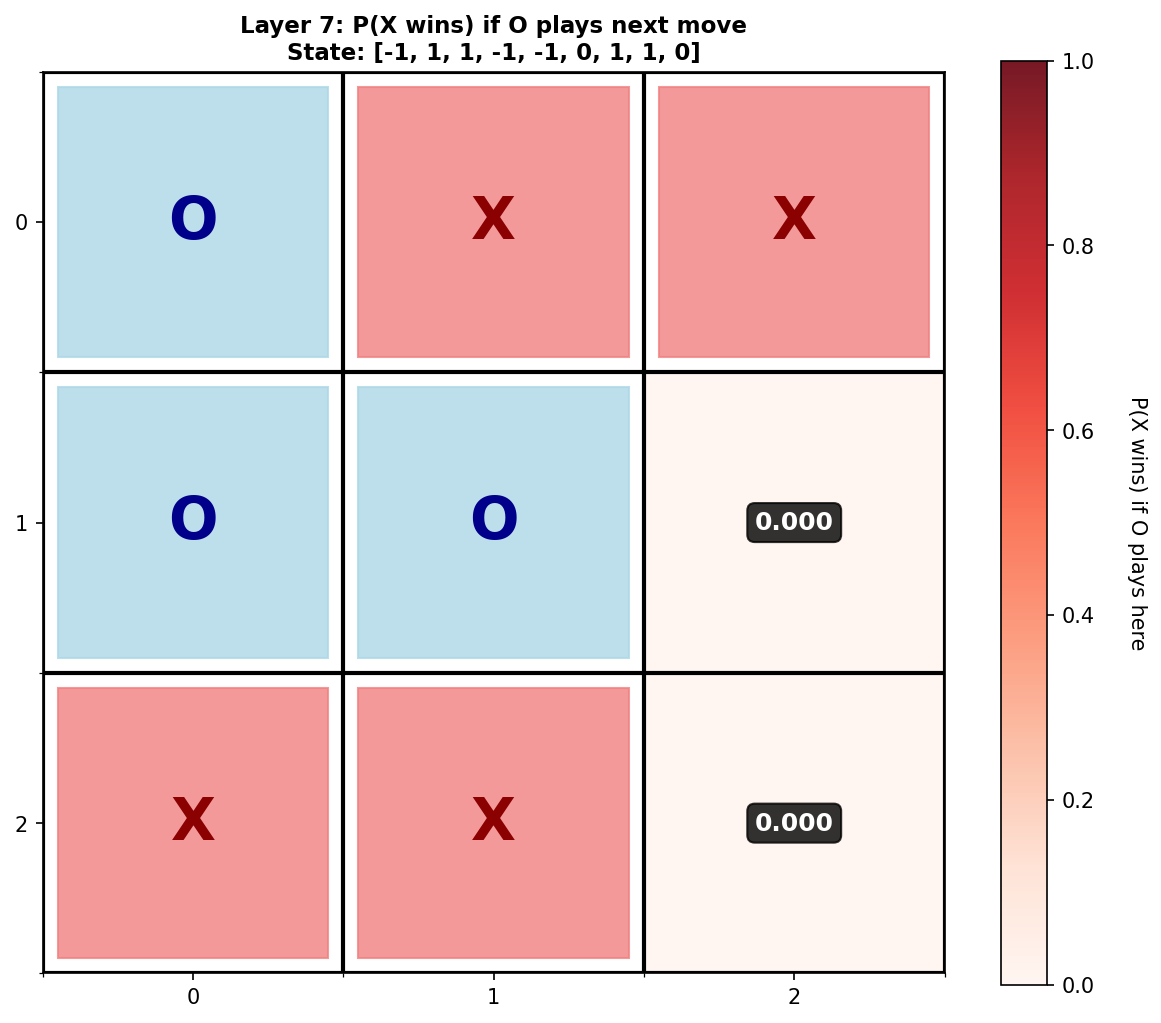 Layer 7: P(X wins) if O plays next move
State: [-1, 1, 1, -1, -1, 0, 1, 1, 0]
0
O
X
X
1
O
O
0.000
2
X
X
0.000
0
1
2
1.0
0.8
0.6
0.4
0.2
0.0
P(X wins) if O plays here